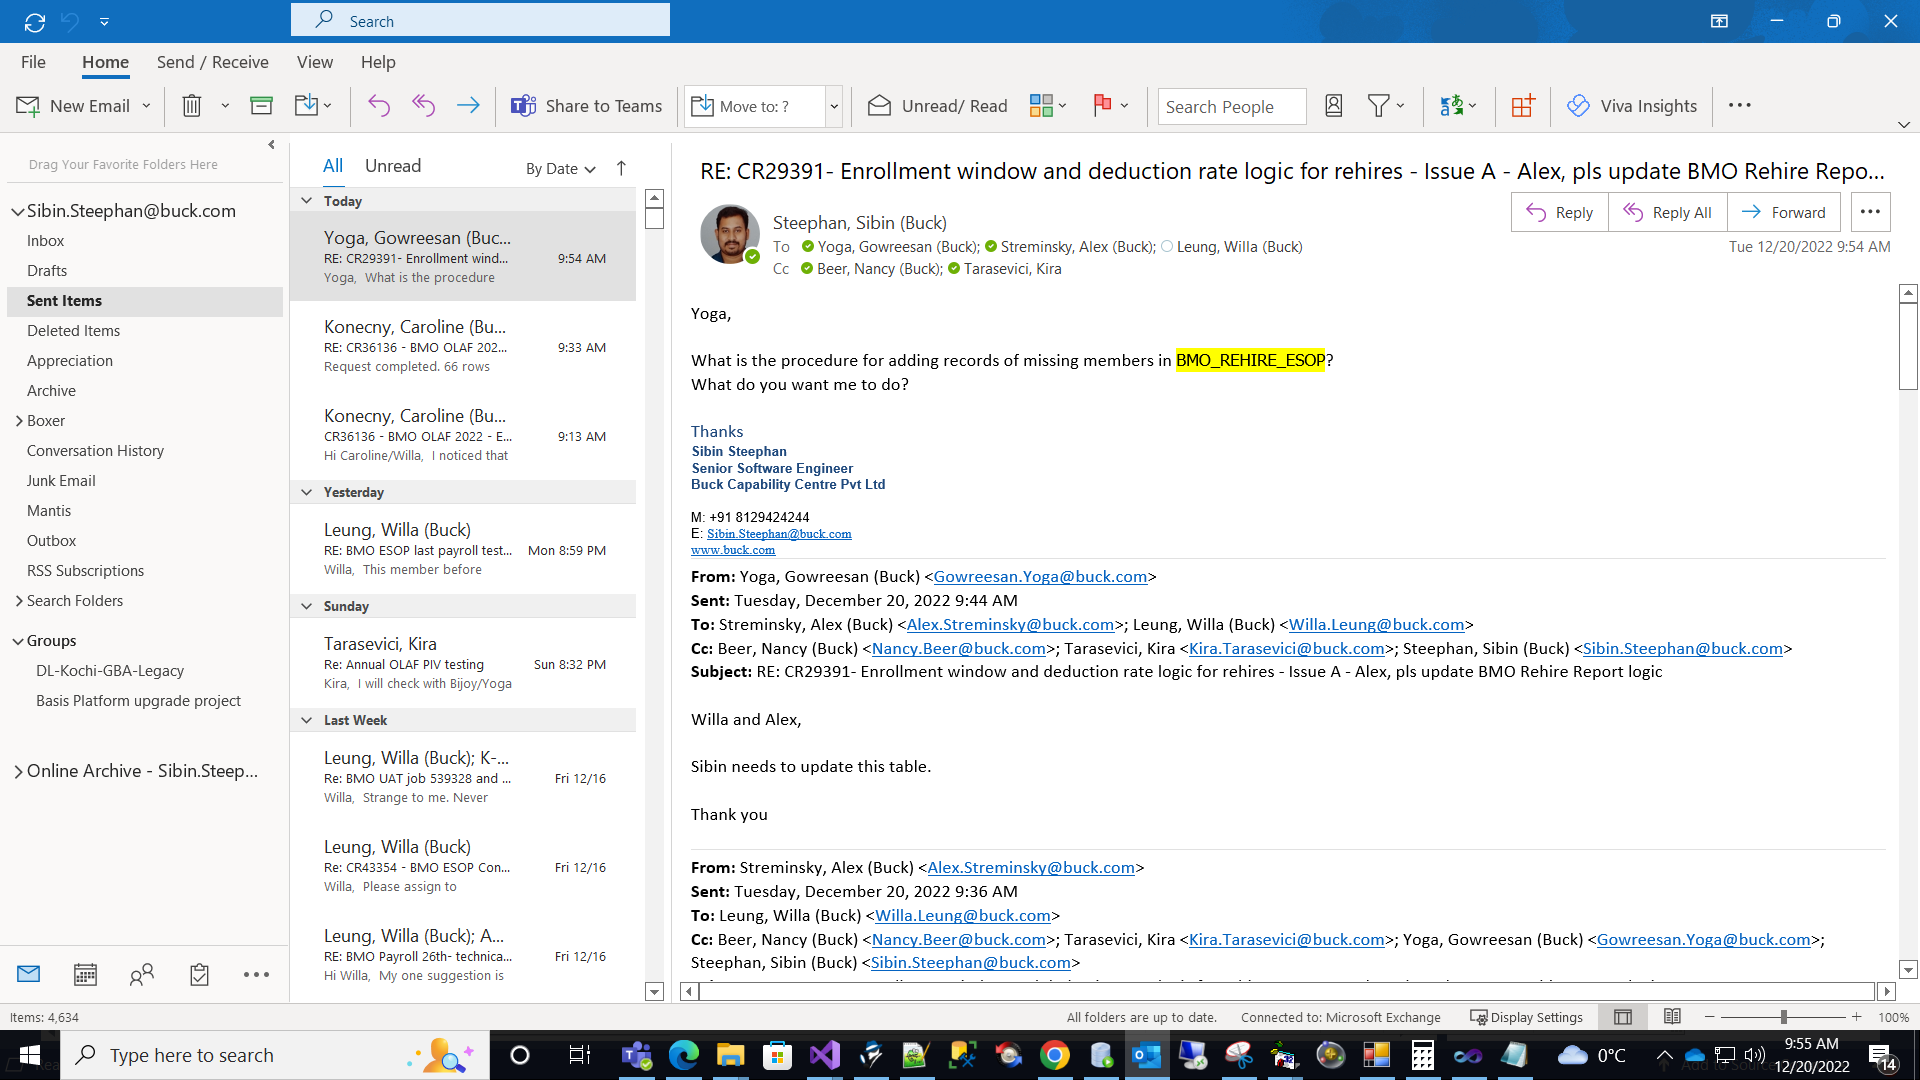 Search
File Home Send / Receive View Help
New Email Share to Teams Move to: ? Unread/ Read Search People Viva Insights
Drag Your Favorite Folders Here
Sibin.Steephan@buck.com
Inbox
Drafts
Sent Items
Deleted Items
Appreciation
Archive
Boxer
Conversation History
Junk Email
Mantis
Outbox
RSS Subscriptions
Search Folders
Groups
DL-Kochi-GBA-Legacy
Basis Platform upgrade project
Online Archive - Sibin.Steep...
All Unread By Date
Today
Yoga, Gowreesan (Buc...
RE: CR29391- Enrollment wind... 9:54 AM
Yoga, What is the procedure
Konecny, Caroline (Bu...
RE: CR36136 - BMO OLAF 202... 9:33 AM
Request completed. 66 rows
Konecny, Caroline (Bu...
CR36136 - BMO OLAF 2022 - E... 9:13 AM
Hi Caroline/Willa, I noticed that
Yesterday
Leung, Willa (Buck)
RE: BMO ESOP last payroll test... Mon 8:59 PM
Willa, This member before
Sunday
Tarasevici, Kira
Re: Annual OLAF PIV testing Sun 8:32 PM
Kira, I will check with Bijoy/Yoga
Last Week
Leung, Willa (Buck); K-...
Re: BMO UAT job 539328 and ... Fri 12/16
Willa, Strange to me. Never
Leung, Willa (Buck)
Re: CR43354 - BMO ESOP Con... Fri 12/16
Willa, Please assign to
Leung, Willa (Buck); A...
RE: BMO Payroll 26th- technica... Fri 12/16
Hi Willa, My one suggestion is
RE: CR29391- Enrollment window and deduction rate logic for rehires - Issue A - Alex, pls update BMO Rehire Repo...
Steephan, Sibin (Buck)
Reply Reply All Forward
To Yoga, Gowreesan (Buck); Streminsky, Alex (Buck); Leung, Willa (Buck)
Tue 12/20/2022 9:54 AM
Cc Beer, Nancy (Buck); Tarasevici, Kira
Yoga,
What is the procedure for adding records of missing members in BMO_REHIRE_ESOP?
What do you want me to do?
Thanks
Sibin Steephan
Senior Software Engineer
Buck Capability Centre Pvt Ltd
M: +91 8129424244
E: Sibin.Steephan@buck.com
www.buck.com
From: Yoga, Gowreesan (Buck) <Gowreesan.Yoga@buck.com>
Sent: Tuesday, December 20, 2022 9:44 AM
To: Streminsky, Alex (Buck) <Alex.Streminsky@buck.com>; Leung, Willa (Buck) <Willa.Leung@buck.com>
Cc: Beer, Nancy (Buck) <Nancy.Beer@buck.com>; Tarasevici, Kira <Kira.Tarasevici@buck.com>; Steephan, Sibin (Buck) <Sibin.Steephan@buck.com>
Subject: RE: CR29391- Enrollment window and deduction rate logic for rehires - Issue A - Alex, pls update BMO Rehire Report logic
Willa and Alex,
Sibin needs to update this table.
Thank you
From: Streminsky, Alex (Buck) <Alex.Streminsky@buck.com>
Sent: Tuesday, December 20, 2022 9:36 AM
To: Leung, Willa (Buck) <Willa.Leung@buck.com>
Cc: Beer, Nancy (Buck) <Nancy.Beer@buck.com>; Tarasevici, Kira <Kira.Tarasevici@buck.com>; Yoga, Gowreesan (Buck) <Gowreesan.Yoga@buck.com>;
Steephan, Sibin (Buck) <Sibin.Steephan@buck.com>
Items: 4,634 All folders are up to date. Connected to: Microsoft Exchange Display Settings 100%
Type here to search
0°C
9:55 AM
12/20/2022
14